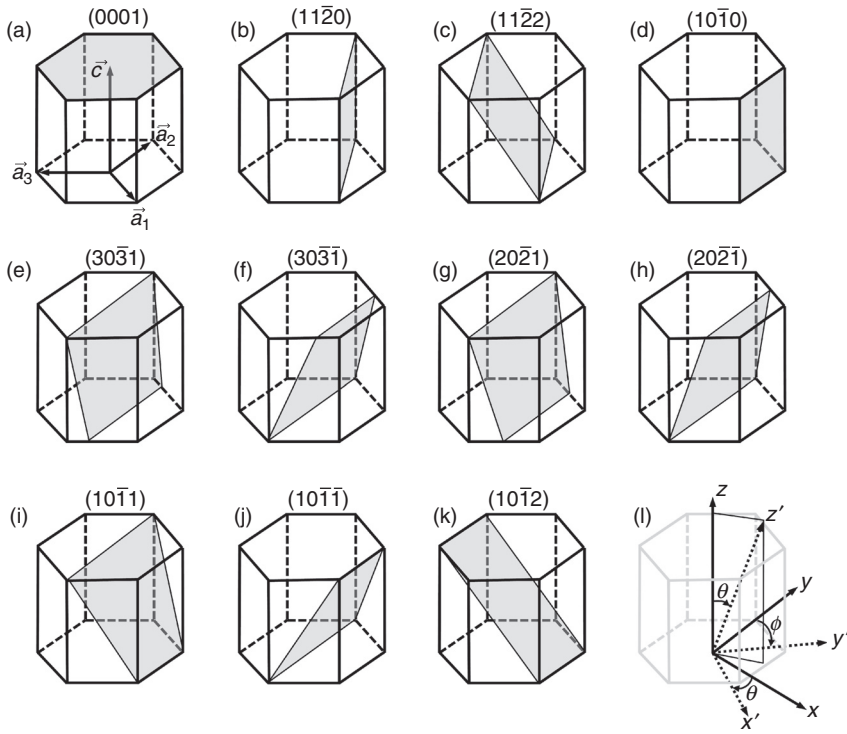 (a) (0001)
(b) (112̄0)
(c) (112̄2)
(d) (101̄0)
c⃗
a⃗₂
a⃗₃
a⃗₁
(e) (303̄1)
(f) (303̄1̄)
(g) (202̄1)
(h) (202̄1̄)
(i) (101̄1)
(j) (101̄1̄)
(k) (101̄2)
(l)
z
z′
θ
y
ϕ
y′
θ
x′
x